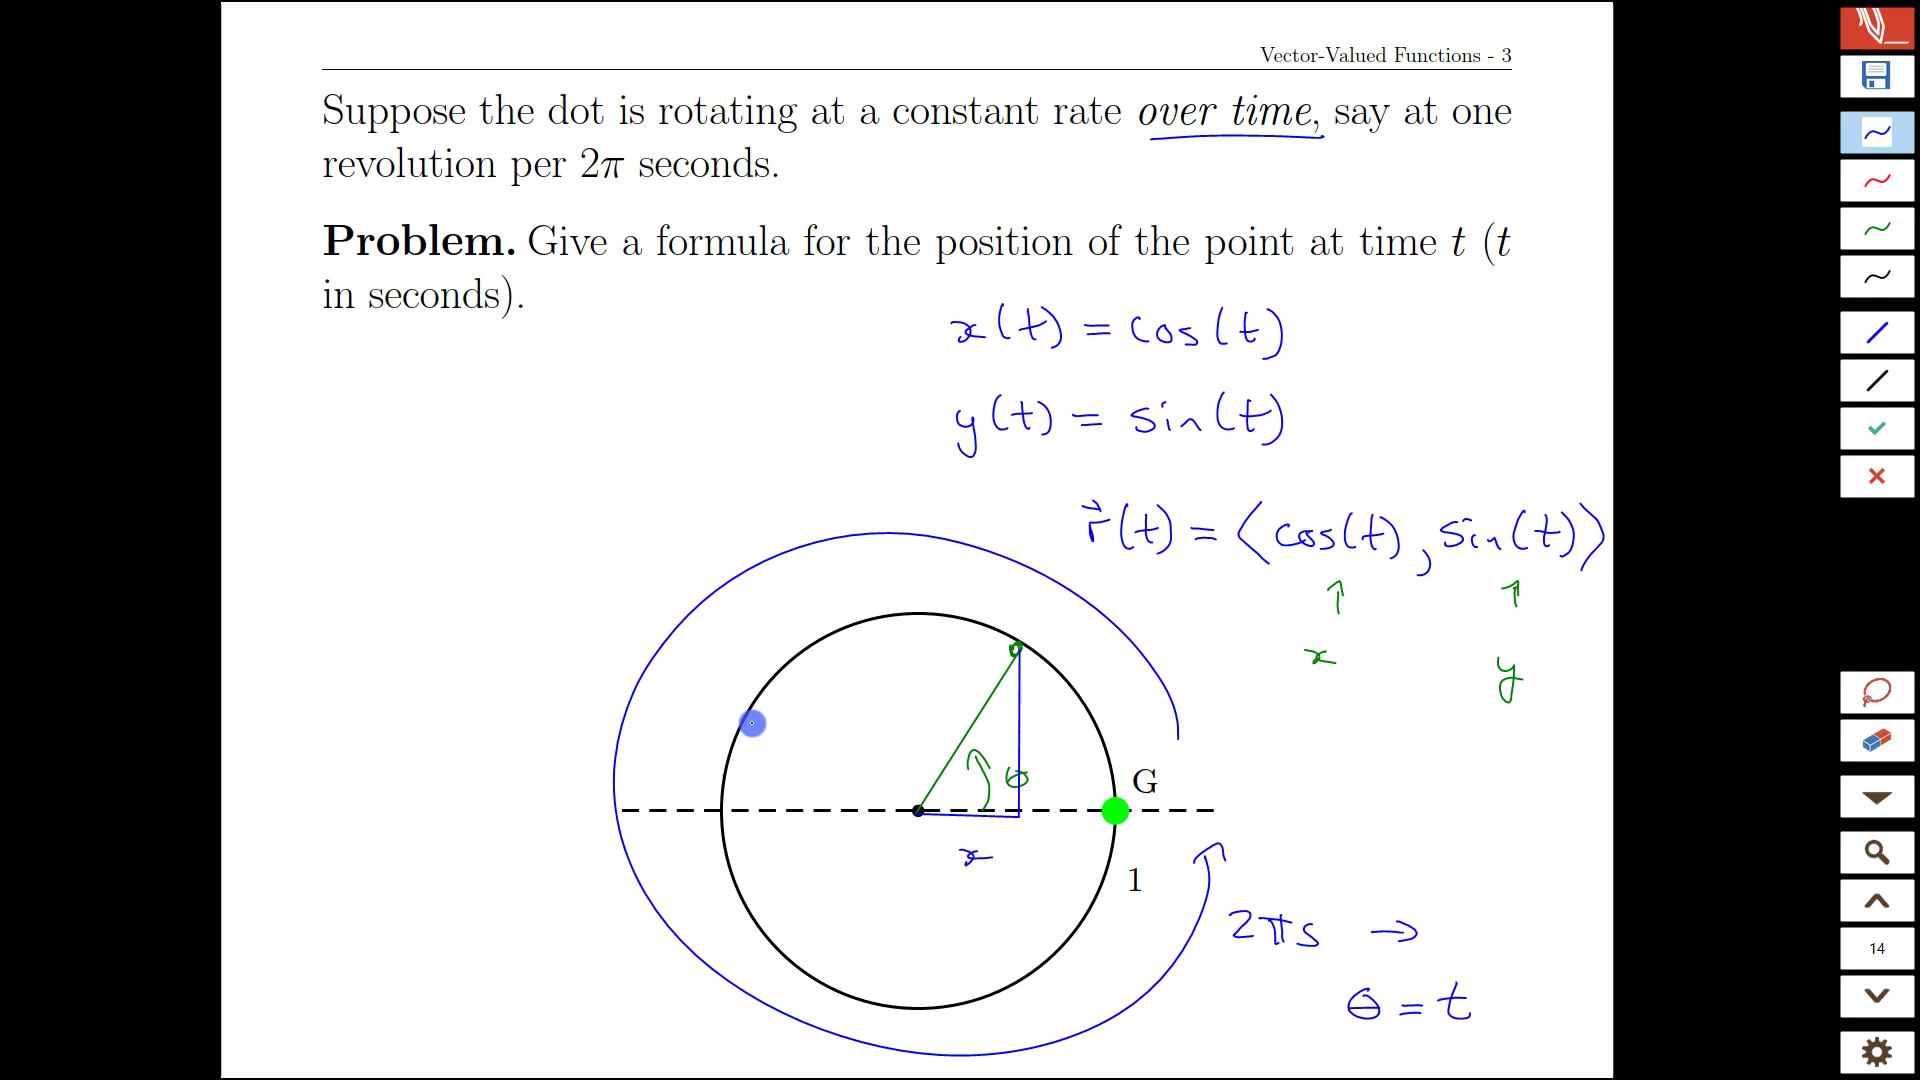 Vector-Valued Functions - 3
Suppose the dot is rotating at a constant rate over time, say at one
revolution per 2π seconds.
Problem. Give a formula for the position of the point at time t (t
in seconds).
x(t) = cos(t)
y(t) = sin(t)
r⃗(t) = ⟨cos(t), sin(t)⟩
↑ ↑
x y
θ
G
x
1
2πs →
θ = t
14